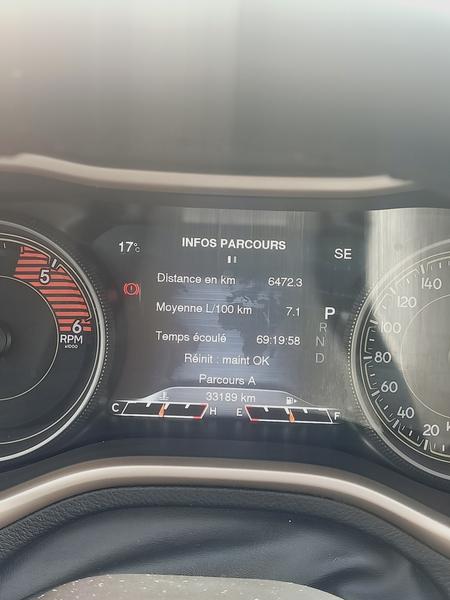 17°C
INFOS PARCOURS
SE
Distance en km 6472.3
Moyenne L/100 km 7.1
Temps écoulé 69:19:58
Réinit : maint OK
Parcours A
33189 km
C H E F
P
R
N
D
5
6
RPM
x1000
140
120
100
80
60
40
20